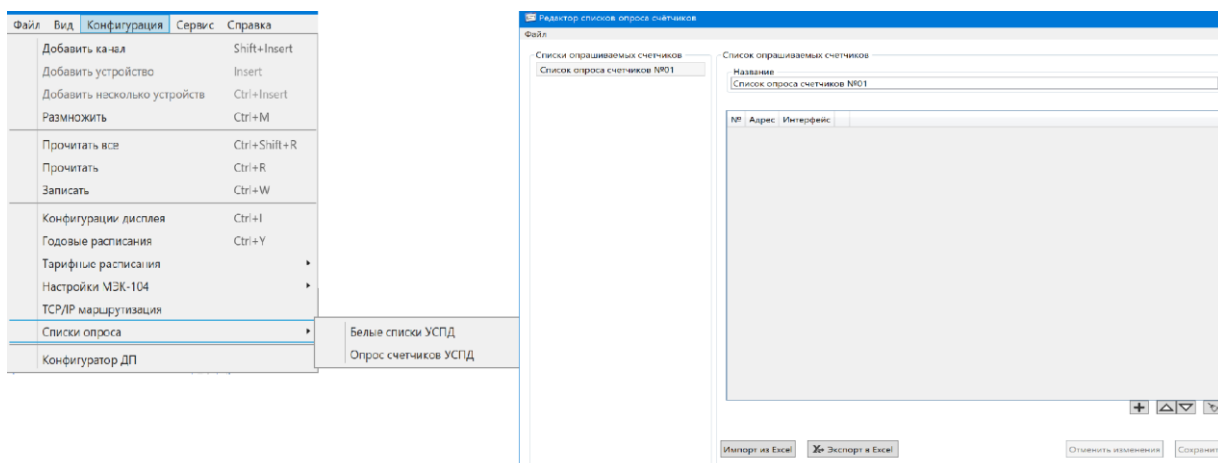 Файл Вид Конфигурация Сервис Справка
Добавить канал Shift+Insert
Добавить устройство Insert
Добавить несколько устройств Ctrl+Insert
Размножить Ctrl+M
Прочитать все Ctrl+Shift+R
Прочитать Ctrl+R
Записать Ctrl+W
Конфигурации дисплея Ctrl+I
Годовые расписания Ctrl+Y
Тарифные расписания
Настройки МЭК-104
TCP/IP маршрутизация
Списки опроса
Конфигуратор ДП
Белые списки УСПД
Опрос счетчиков УСПД
Редактор списков опроса счётчиков
Файл
Списки опрашиваемых счетчиков
Список опроса счетчиков №01
Список опрашиваемых счетчиков
Название
Список опроса счетчиков №01
№ Адрес Интерфейс
Импорт из Excel Экспорт в Excel Отменить изменения Сохранит